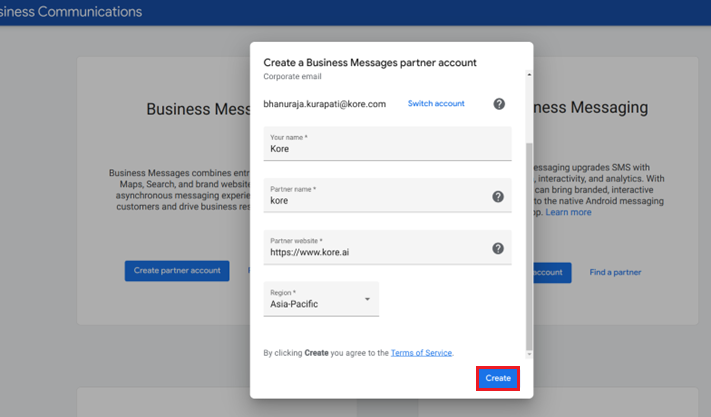 siness Communications
Create a Business Messages partner account
Corporate email
bhanuraja.kurapati@kore.com Switch account
Your name *
Kore
Partner name *
kore
Partner website *
https://www.kore.ai
Region *
Asia-Pacific
By clicking Create you agree to the Terms of Service.
Create
Business Mess
Business Messages combines entr
Maps, Search, and brand website
asynchronous messaging experie
customers and drive business res
Create partner account
ness Messaging
essaging upgrades SMS with
, interactivity, and analytics. With
can bring branded, interactive
to the native Android messaging
pp. Learn more
account Find a partner